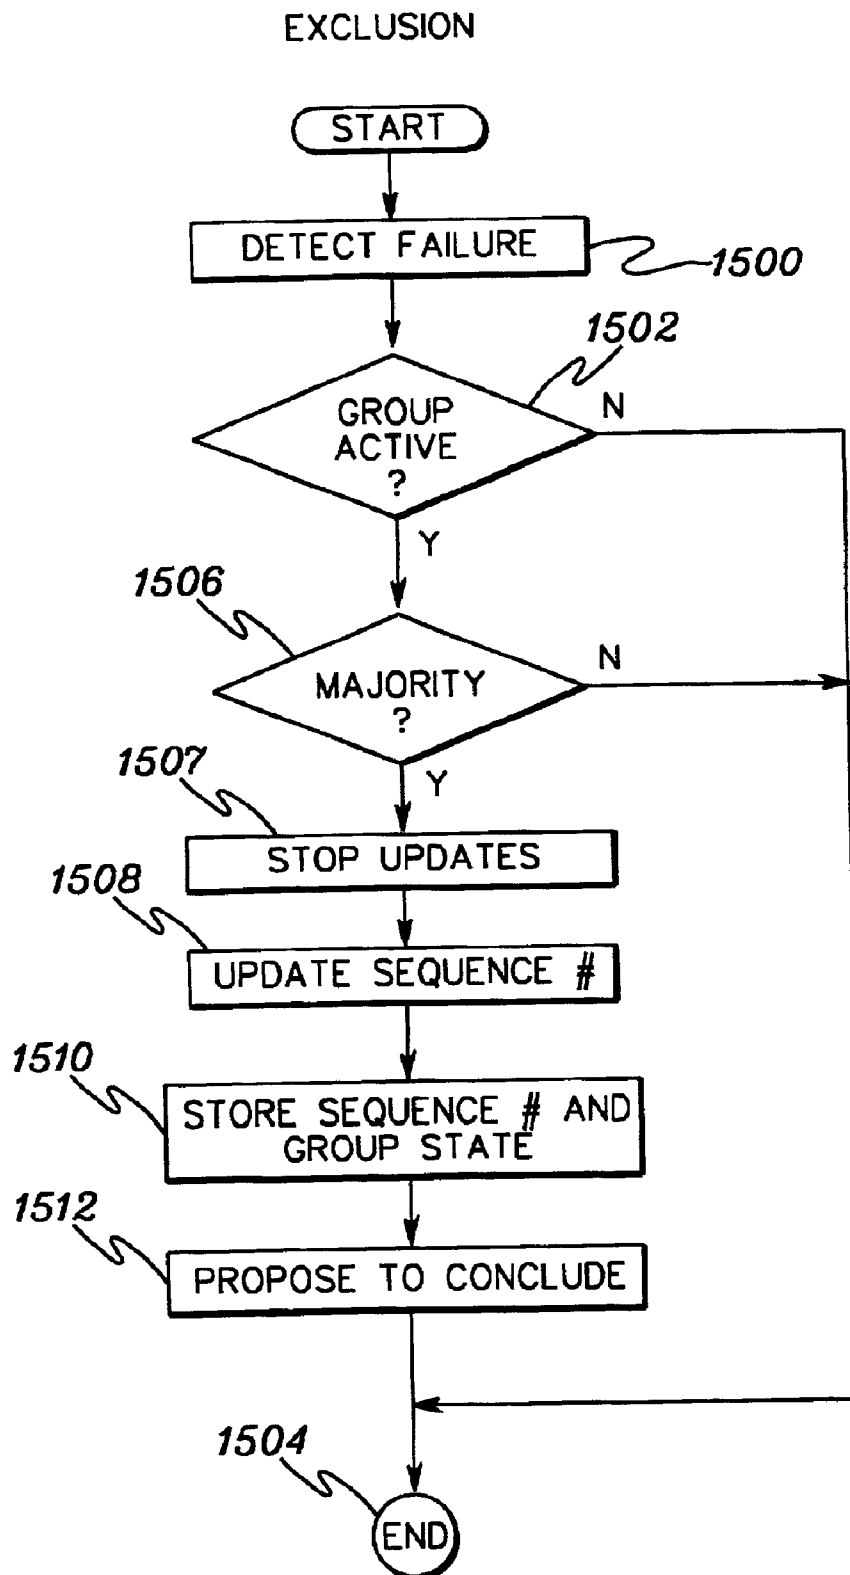 EXCLUSION
START
DETECT FAILURE
1500
1502
GROUP
ACTIVE
?
N
Y
1506
MAJORITY
?
N
Y
1507
STOP UPDATES
1508
UPDATE SEQUENCE #
1510
STORE SEQUENCE # AND
GROUP STATE
1512
PROPOSE TO CONCLUDE
1504
END